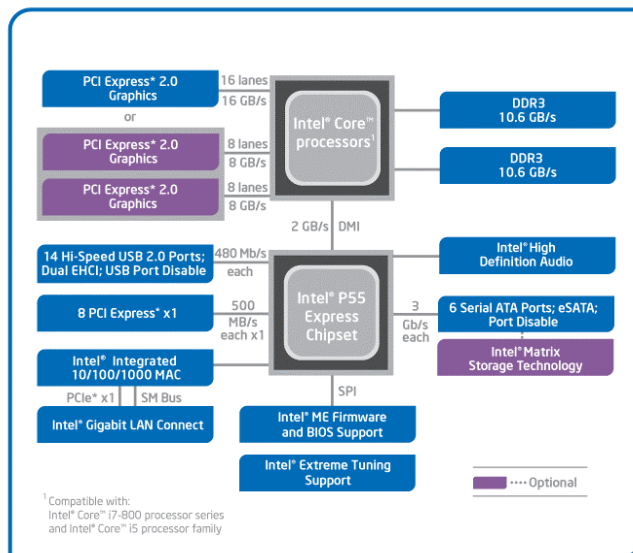 PCI Express* 2.0
Graphics
16 lanes
16 GB/s
or
PCI Express* 2.0
Graphics
8 lanes
8 GB/s
PCI Express* 2.0
Graphics
8 lanes
8 GB/s
Intel® Core™
processors¹
DDR3
10.6 GB/s
DDR3
10.6 GB/s
2 GB/s
DMI
14 Hi-Speed USB 2.0 Ports;
Dual EHCI; USB Port Disable
480 Mb/s
each
Intel® High
Definition Audio
8 PCI Express* x1
500
MB/s
each x1
Intel® P55
Express
Chipset
3
Gb/s
each
6 Serial ATA Ports; eSATA;
Port Disable
Intel® Matrix
Storage Technology
Intel® Integrated
10/100/1000 MAC
PCIe* x1
SM Bus
Intel® Gigabit LAN Connect
SPI
Intel® ME Firmware
and BIOS Support
Intel® Extreme Tuning
Support
Optional
¹ Compatible with:
Intel® Core™ i7-800 processor series
and Intel® Core™ i5 processor family